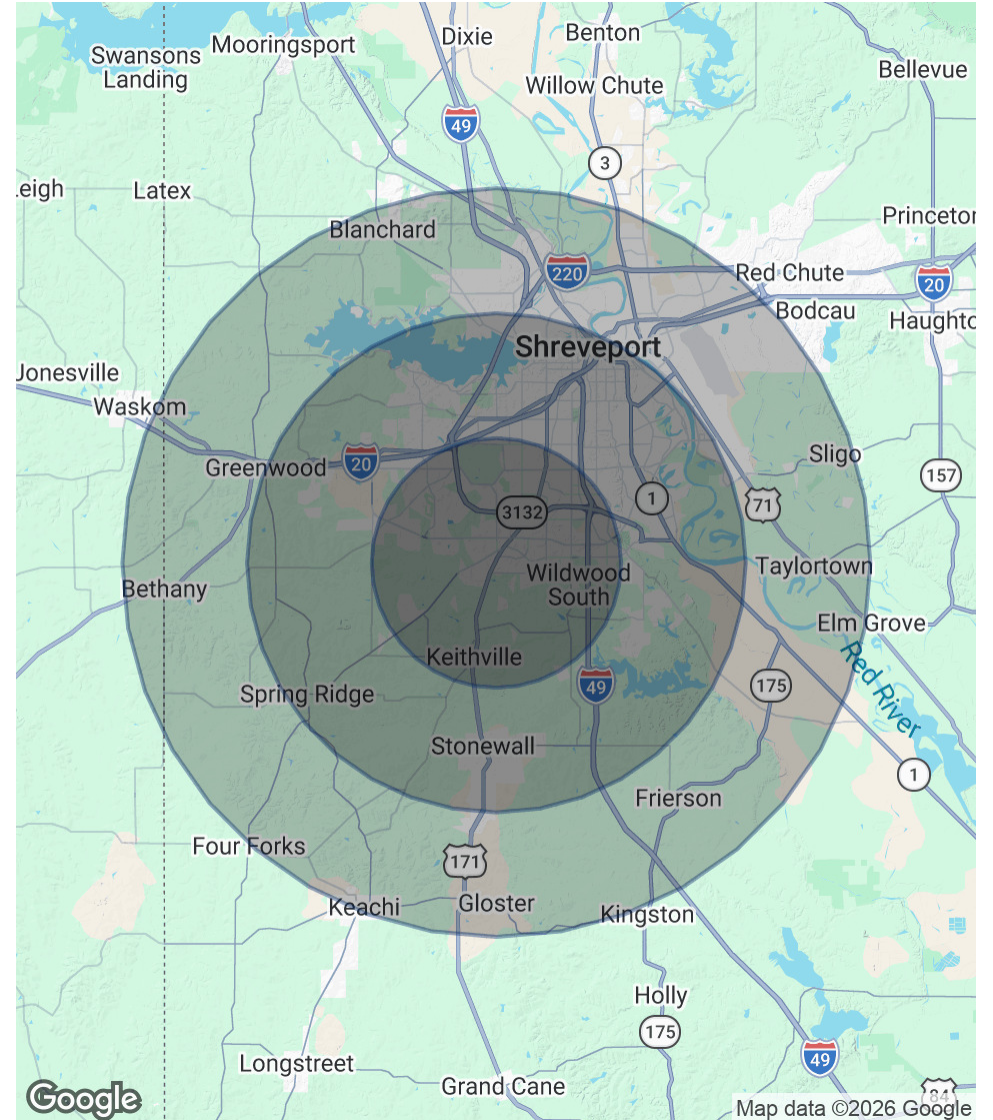 Dixie
Benton
Mooringsport
Swansons
Landing
Bellevue
Willow Chute
49
3
.eigh
Latex
Princetor
Blanchard
220
Red Chute
20
Bodcau
Haughtc
Shreveport
Jonesville
Waskom
Sligo
Greenwood
20
157
1
71
3132
Taylortown
Wildwood
South
Bethany
Elm Grove
Keithville
Red River
49
175
Spring Ridge
Stonewall
1
Frierson
Four Forks
171
Keachi
Gloster
Kingston
Holly
175
Longstreet
49
Grand Cane
84
Google
Map data ©2026 Google